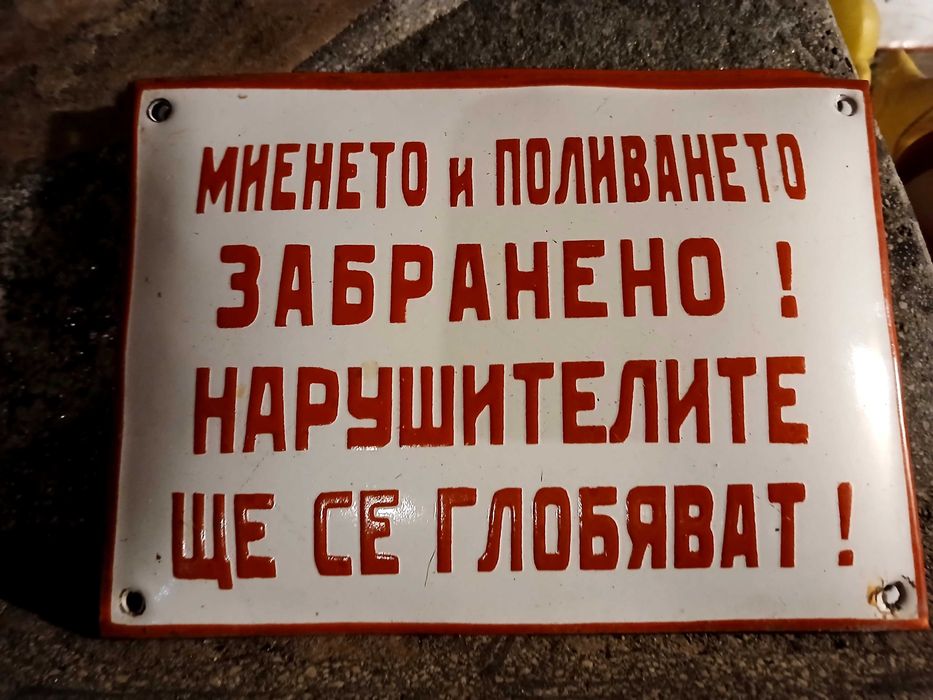 МИЕНЕТО и ПОЛИВАНЕТО
ЗАБРАНЕНО !
НАРУШИТЕЛИТЕ
ЩЕ СЕ ГЛОБЯВАТ !